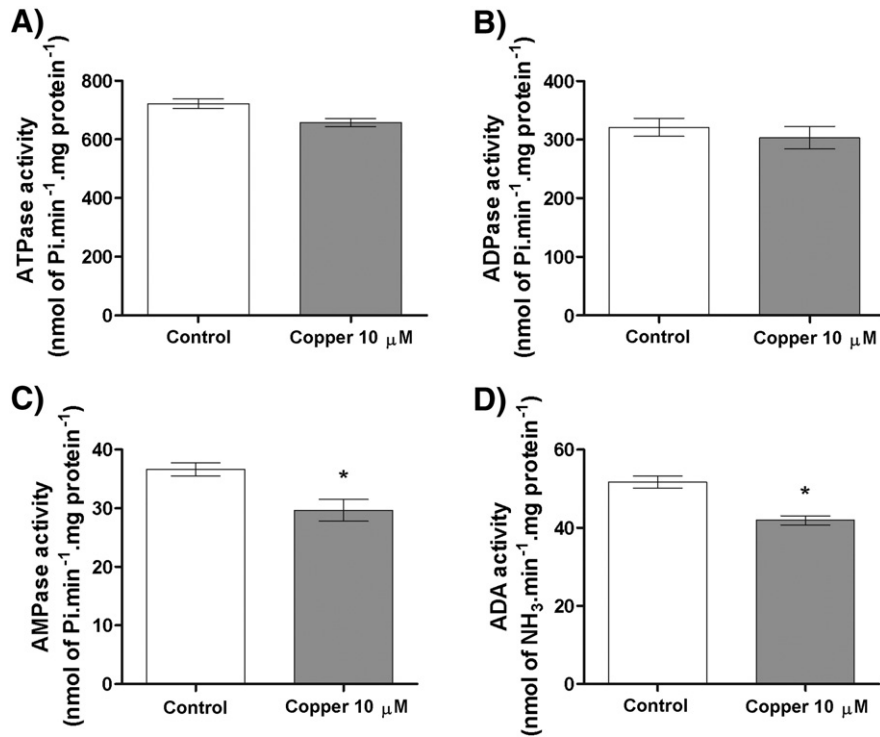 A)
ATPase activity
(nmol of Pi.min⁻¹.mg protein⁻¹)
800
600
400
200
0
Control
Copper 10 μM
B)
ADPase activity
(nmol of Pi.min⁻¹.mg protein⁻¹)
400
300
200
100
0
Control
Copper 10 μM
C)
AMPase activity
(nmol of Pi.min⁻¹.mg protein⁻¹)
40
30
20
10
0
*
Control
Copper 10 μM
D)
ADA activity
(nmol of NH₃.min⁻¹.mg protein⁻¹)
60
40
20
0
*
Control
Copper 10 μM